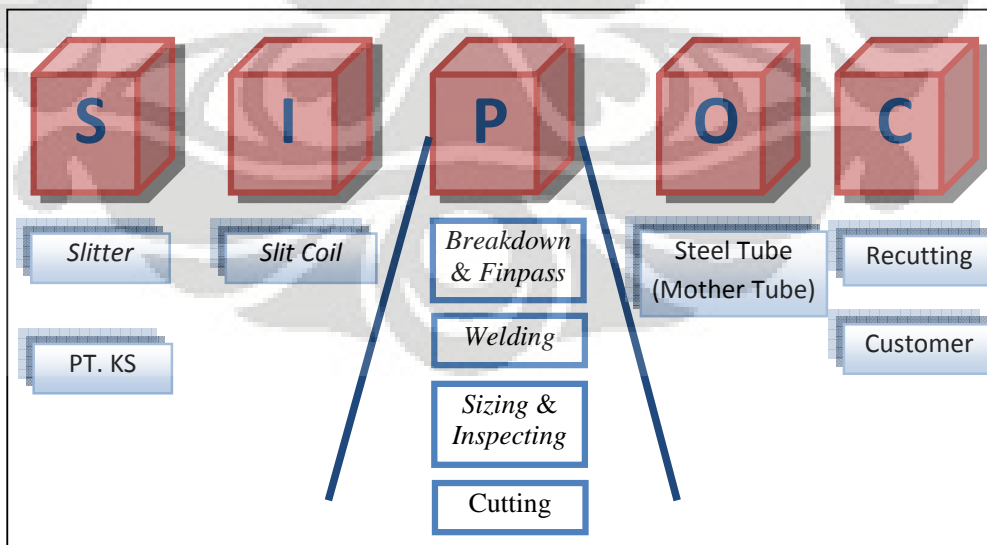 S
I
P
O
C
Slitter
PT. KS
Slit Coil
Breakdown
& Finpass
Welding
Sizing &
Inspecting
Cutting
Steel Tube
(Mother Tube)
Recutting
Customer